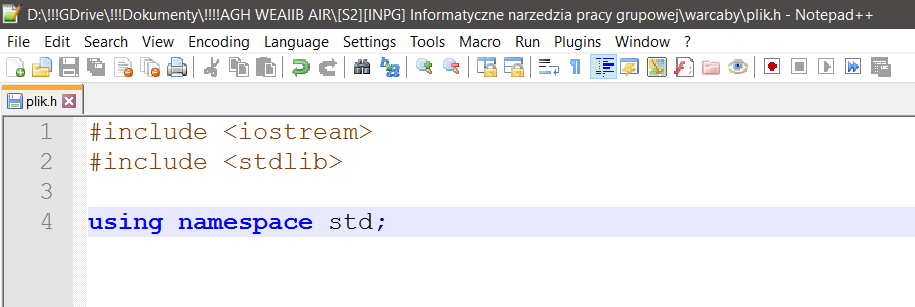 D:\!!!GDrive\!!!Dokumenty\!!!!AGH WEAIIB AIR\[S2][INPG] Informatyczne narzedzia pracy grupowej\warcaby\plik.h - Notepad++
File Edit Search View Encoding Language Settings Tools Macro Run Plugins Window ?
plik.h
1 #include <iostream>
2 #include <stdlib>
3
4 using namespace std;